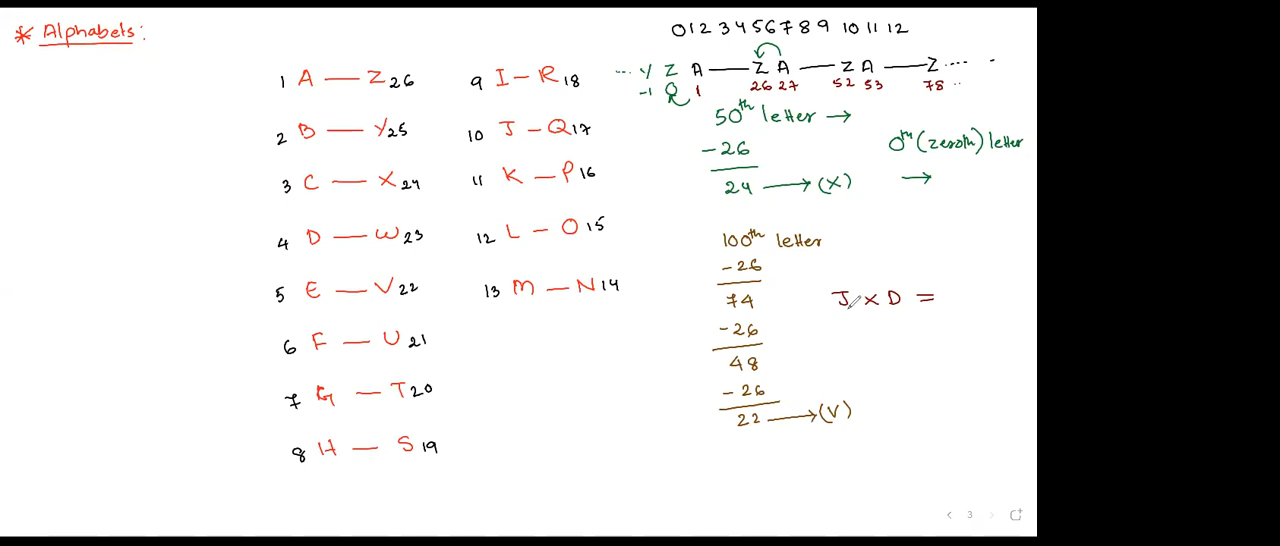 * Alphabets:
0 1 2 3 4 5 6 7 8 9 10 11 12
1 A — Z 26
2 B — Y 25
3 C — X 24
4 D — W 23
5 E — V 22
6 F — U 21
7 G — T 20
8 H — S 19
9 I — R 18
10 J — Q 17
11 K — P 16
12 L — O 15
13 M — N 14
... Y Z A — Z A — Z A — Z .... .
-1 0 1 26 27 52 53 78 ..
50th letter →
-26
24 → (X)
0th (zeroth) letter
→
100th letter
-26
74
-26
48
-26
22 → (V)
J × D =
3